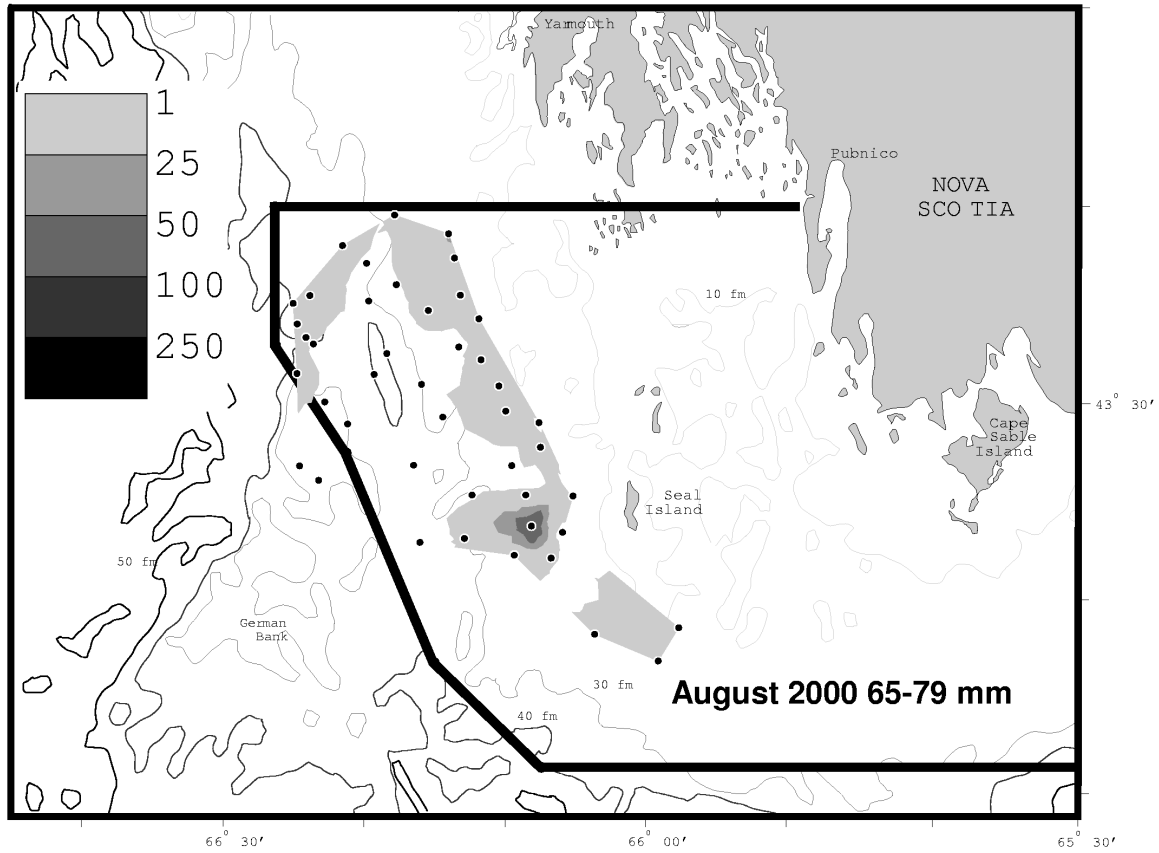 Yarmouth
1
25
50
100
250
Pubnico
NOVA
SCO TIA
10 fm
43° 30′
Cape
Sable
Island
Seal
Island
50 fm
German
Bank
30 fm
August 2000 65-79 mm
40 fm
66° 30′
66° 00′
65° 30′